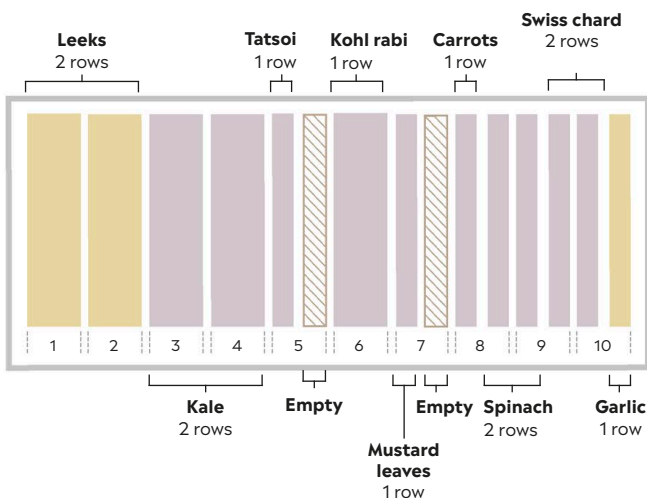 Swiss chard
2 rows
Leeks
2 rows
Tatsoi
1 row
Kohl rabi
1 row
Carrots
1 row
1
2
3
4
5
6
7
8
9
10
Kale
2 rows
Empty
Mustard
leaves
1 row
Empty
Spinach
2 rows
Garlic
1 row